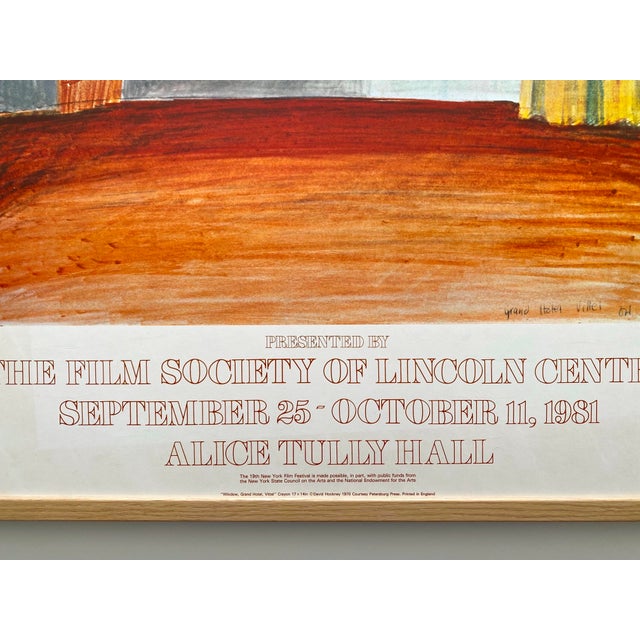 grand Hotel Vittel
PRESENTED BY
THE FILM SOCIETY OF LINCOLN CENT
SEPTEMBER 25 - OCTOBER 11, 1981
ALICE TULLY HALL
The 19th New York Film Festival is made possible, in part, with public funds from
the New York State Council on the Arts and the National Endowment for the Arts
"Window, Grand Hotel, Vittel" Crayon 17 x 14in ©David Hockney 1970 Courtesy Petersburg Press. Printed in England